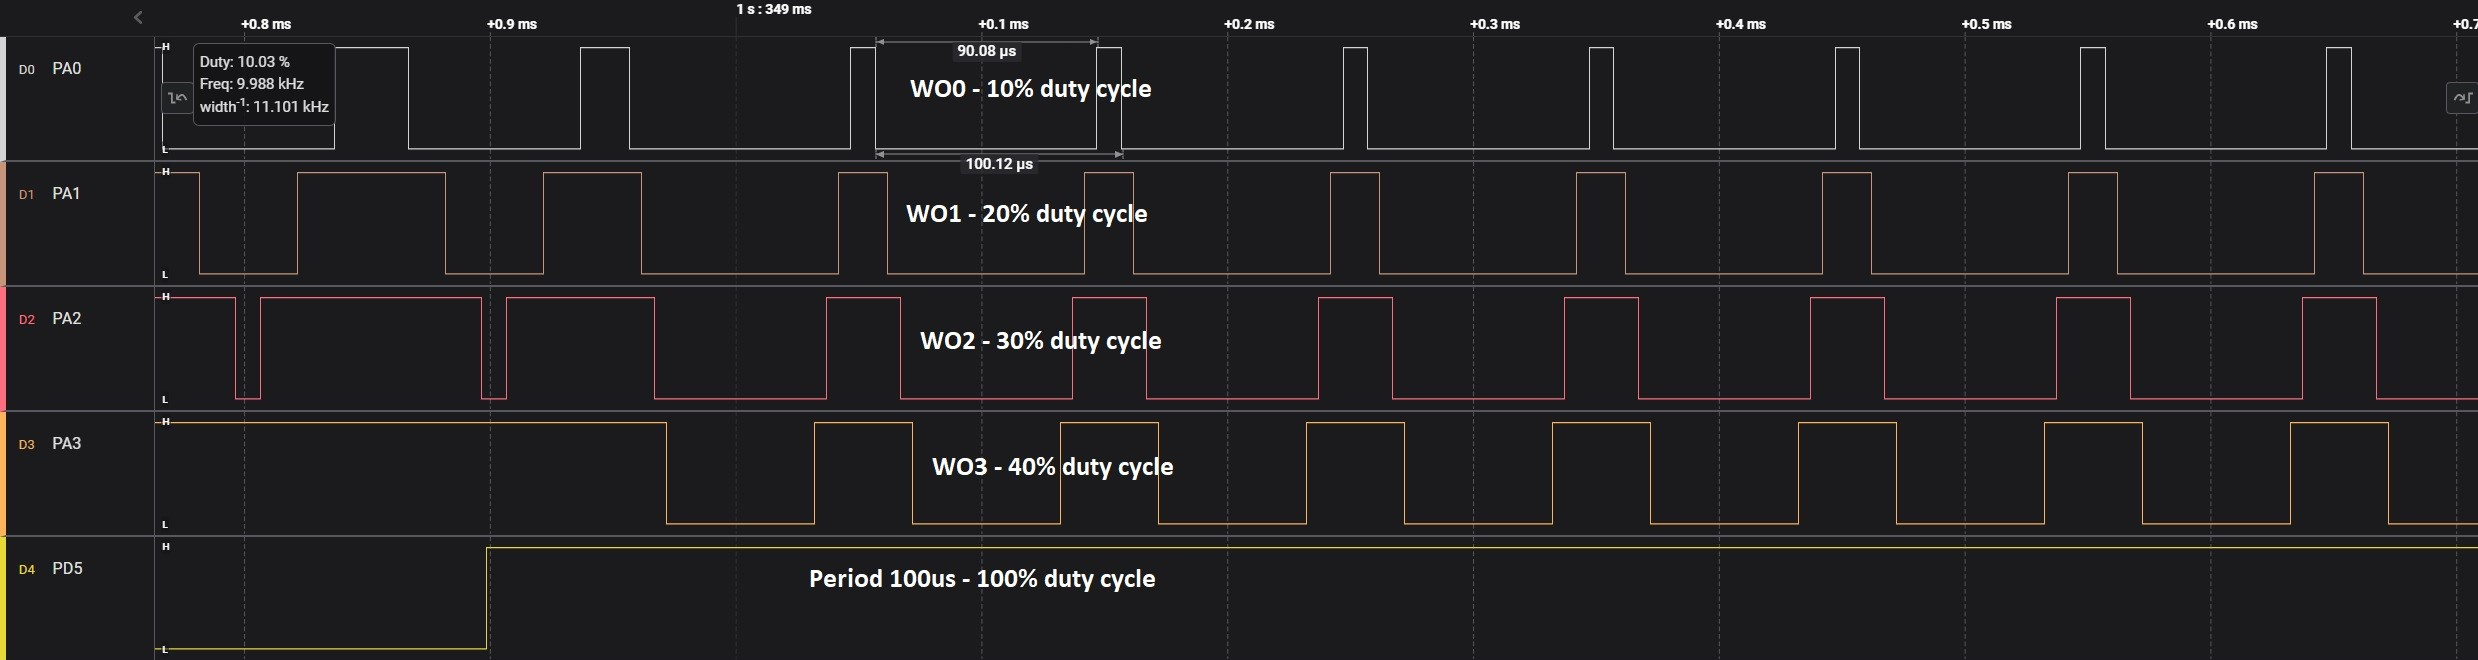 1 s : 349 ms
+0.8 ms +0.9 ms +0.1 ms +0.2 ms +0.3 ms +0.4 ms +0.5 ms +0.6 ms +0.7
D0 PA0
H
L
Duty: 10.03 %
Freq: 9.988 kHz
width⁻¹: 11.101 kHz
90.08 µs
WO0 - 10% duty cycle
100.12 µs
D1 PA1
H
L
WO1 - 20% duty cycle
D2 PA2
H
L
WO2 - 30% duty cycle
D3 PA3
H
L
WO3 - 40% duty cycle
D4 PD5
H
L
Period 100us - 100% duty cycle